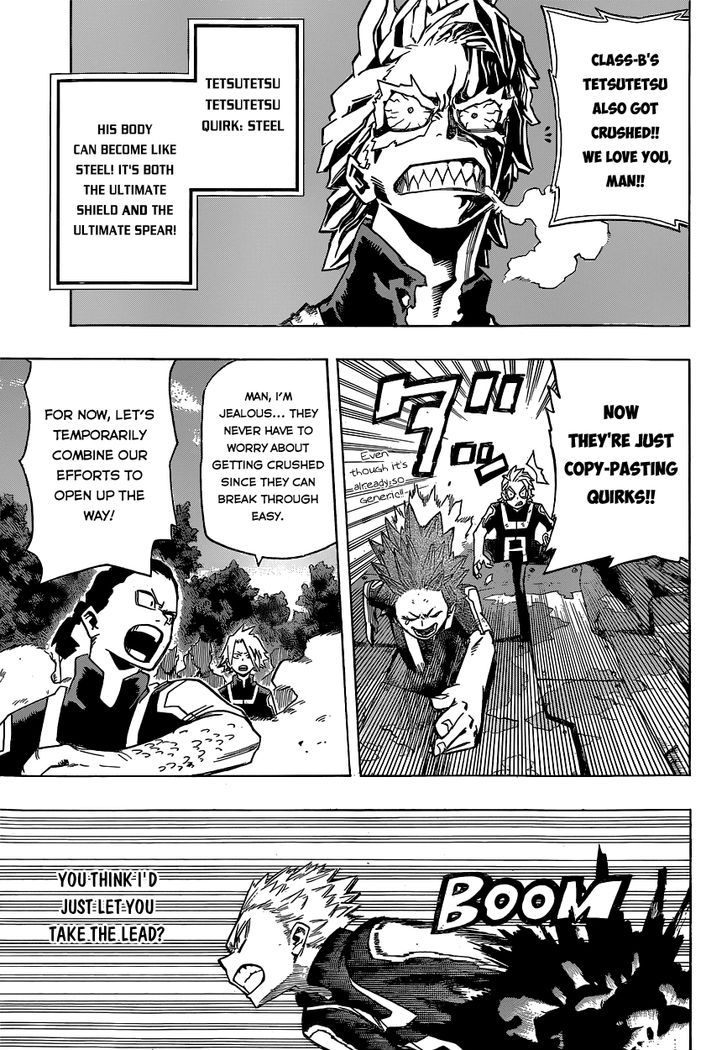 CLASS-B'S
TETSUTETSU
ALSO GOT
CRUSHED!!
WE LOVE YOU,
MAN!!
TETSUTETSU
TETSUTETSU
QUIRK: STEEL
HIS BODY
CAN BECOME LIKE
STEEL! IT'S BOTH
THE ULTIMATE
SHIELD AND THE
ULTIMATE SPEAR!
NOW
THEY'RE JUST
COPY-PASTING
QUIRKS!!
ダッ
Even
though it's
already so
generic!!
MAN, I'M
JEALOUS... THEY
NEVER HAVE TO
WORRY ABOUT
GETTING CRUSHED
SINCE THEY CAN
BREAK THROUGH
EASY.
FOR NOW, LET'S
TEMPORARILY
COMBINE OUR
EFFORTS TO
OPEN UP THE
WAY!
YOU THINK I'D
JUST LET YOU
TAKE THE LEAD?
BOOM